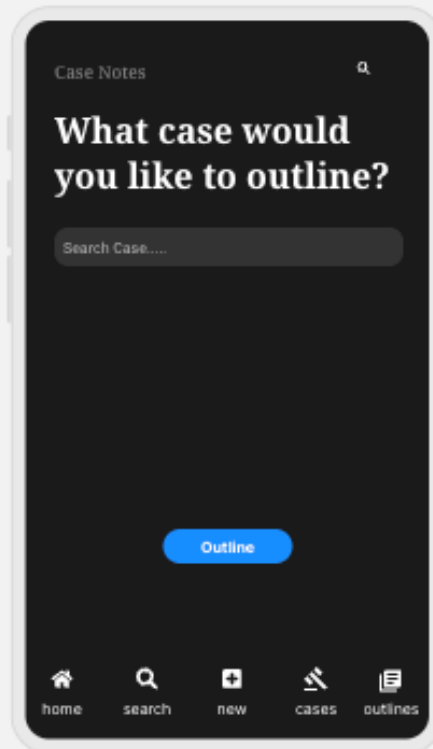 Case Notes
What case would
you like to outline?
Search Case.....
Outline
home search new cases outlines